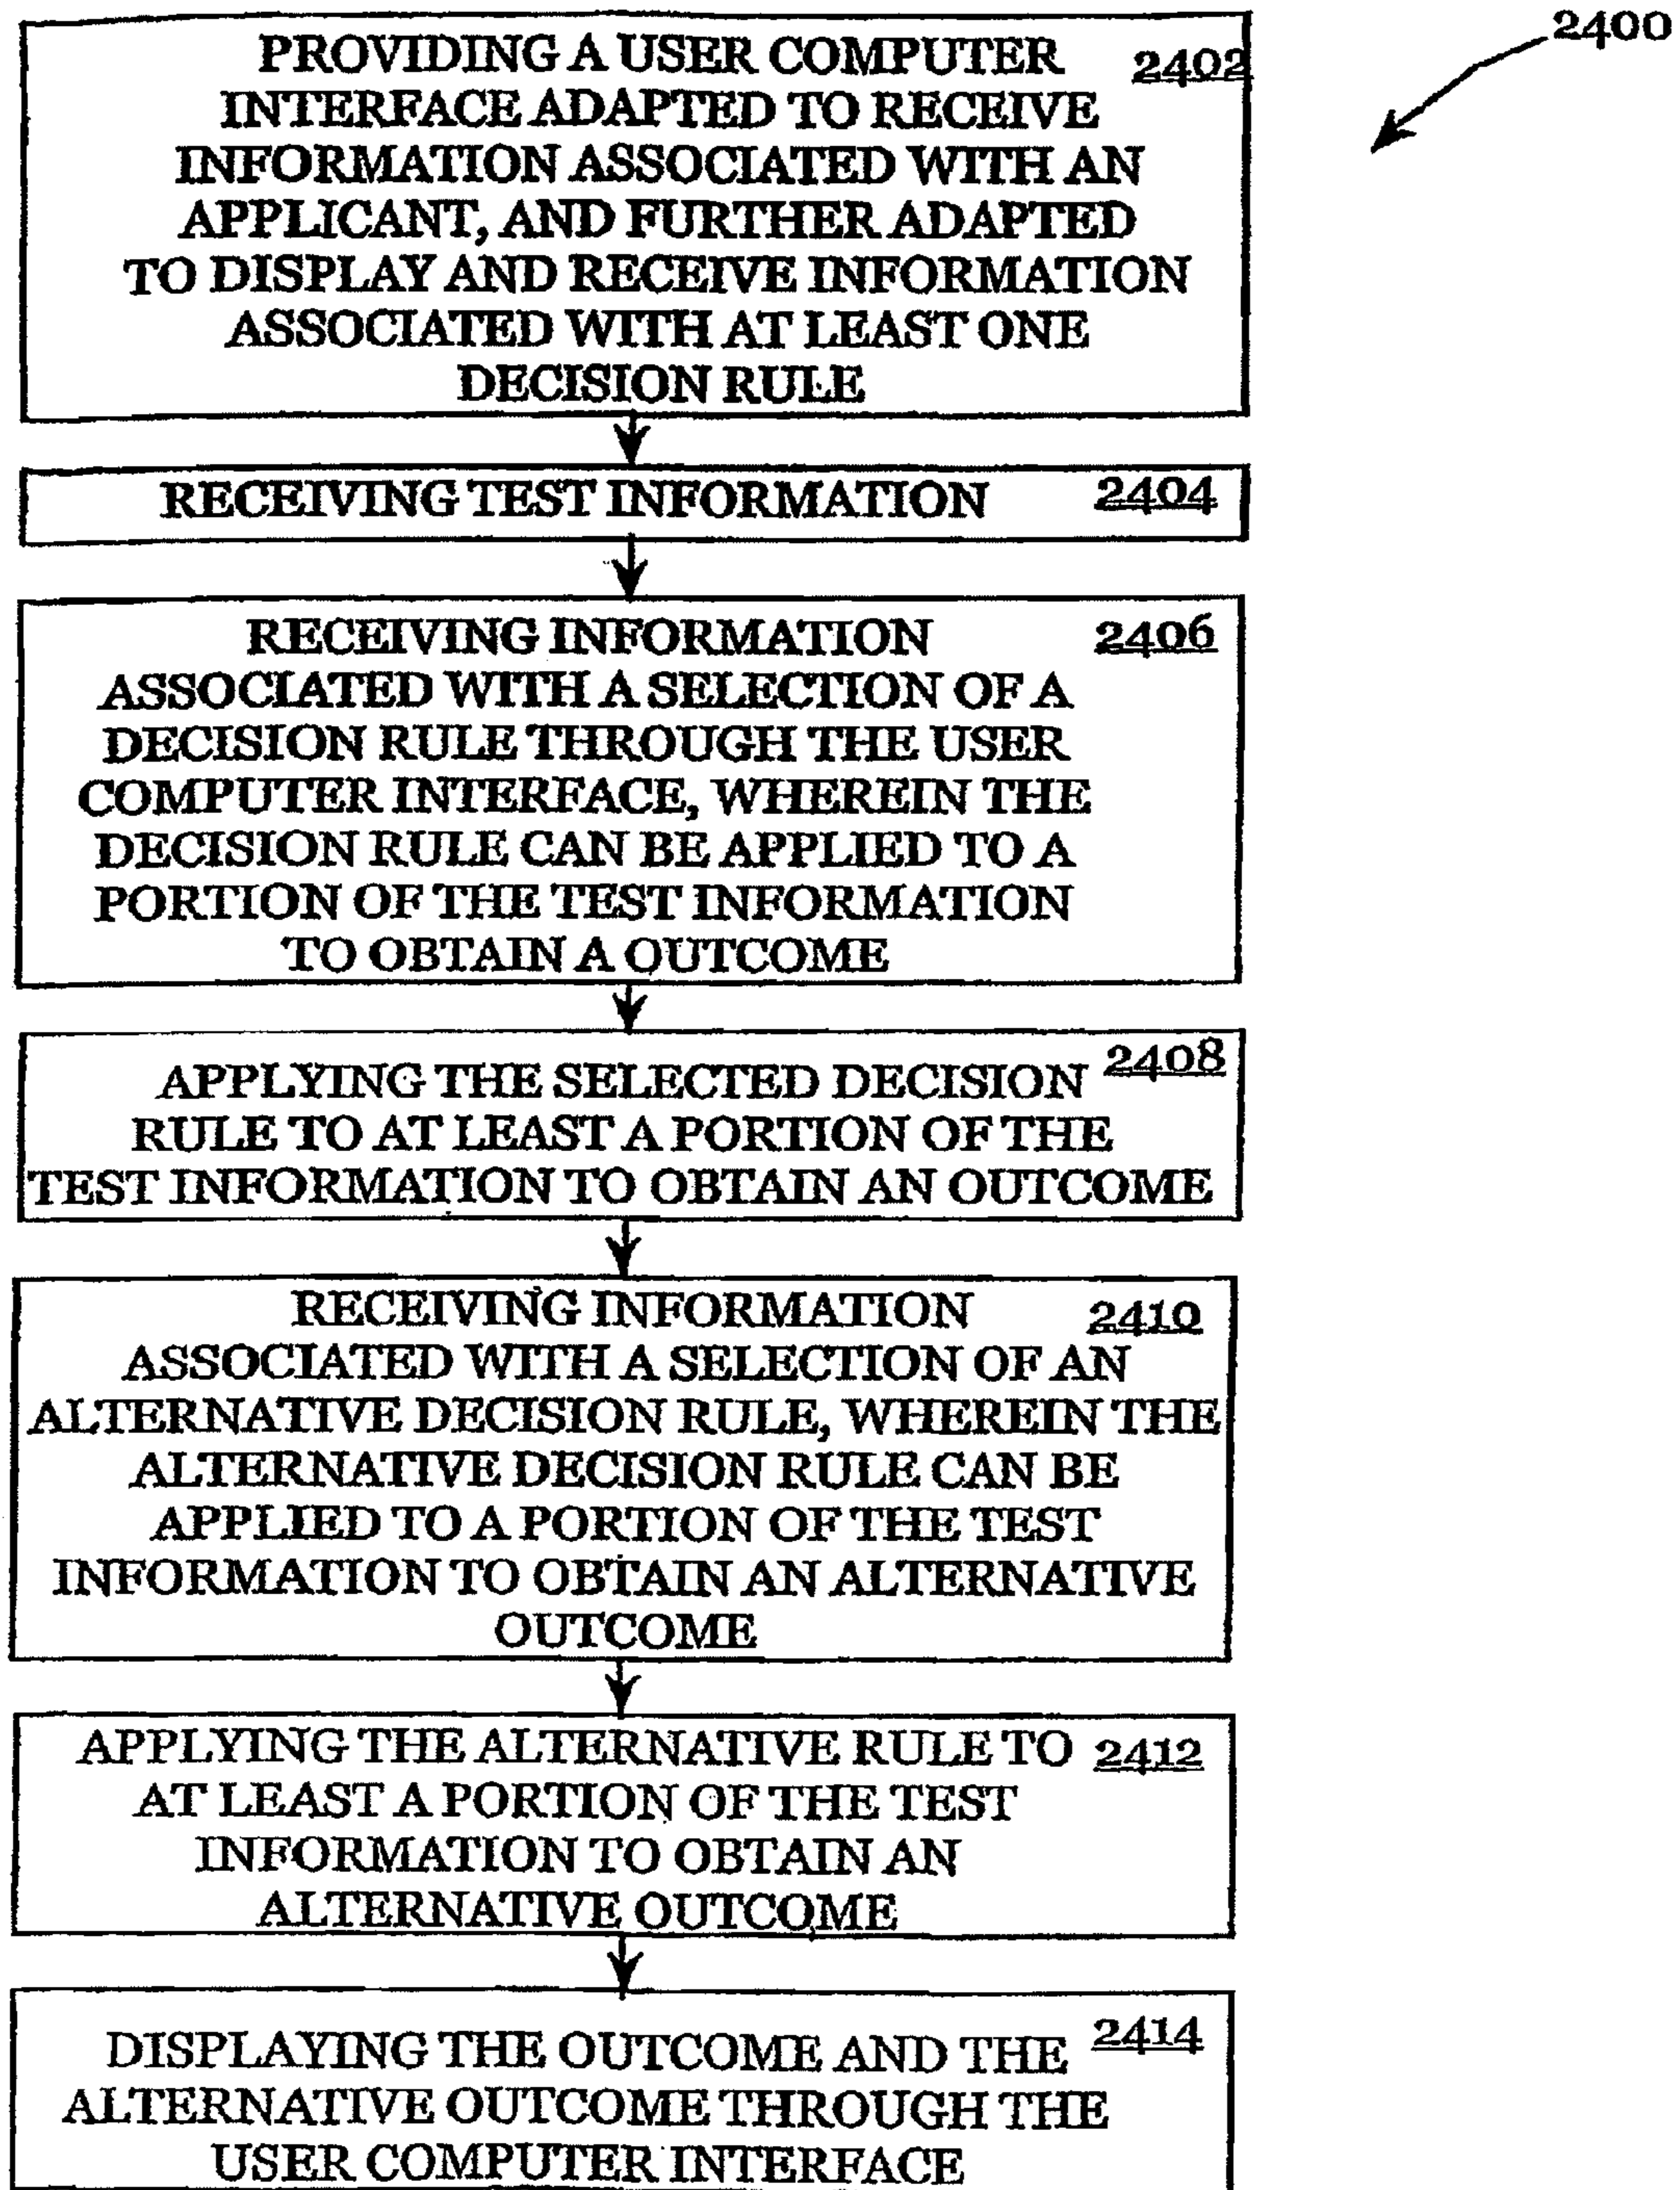 2400
PROVIDING A USER COMPUTER 2402
INTERFACE ADAPTED TO RECEIVE
INFORMATION ASSOCIATED WITH AN
APPLICANT, AND FURTHER ADAPTED
TO DISPLAY AND RECEIVE INFORMATION
ASSOCIATED WITH AT LEAST ONE
DECISION RULE
RECEIVING TEST INFORMATION 2404
RECEIVING INFORMATION 2406
ASSOCIATED WITH A SELECTION OF A
DECISION RULE THROUGH THE USER
COMPUTER INTERFACE, WHEREIN THE
DECISION RULE CAN BE APPLIED TO A
PORTION OF THE TEST INFORMATION
TO OBTAIN A OUTCOME
APPLYING THE SELECTED DECISION 2408
RULE TO AT LEAST A PORTION OF THE
TEST INFORMATION TO OBTAIN AN OUTCOME
RECEIVING INFORMATION 2410
ASSOCIATED WITH A SELECTION OF AN
ALTERNATIVE DECISION RULE, WHEREIN THE
ALTERNATIVE DECISION RULE CAN BE
APPLIED TO A PORTION OF THE TEST
INFORMATION TO OBTAIN AN ALTERNATIVE
OUTCOME
APPLYING THE ALTERNATIVE RULE TO 2412
AT LEAST A PORTION OF THE TEST
INFORMATION TO OBTAIN AN
ALTERNATIVE OUTCOME
DISPLAYING THE OUTCOME AND THE 2414
ALTERNATIVE OUTCOME THROUGH THE
USER COMPUTER INTERFACE